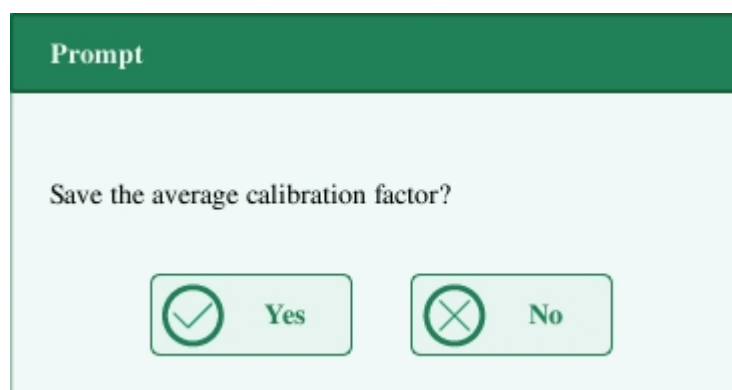 Prompt
Save the average calibration factor?
Yes No